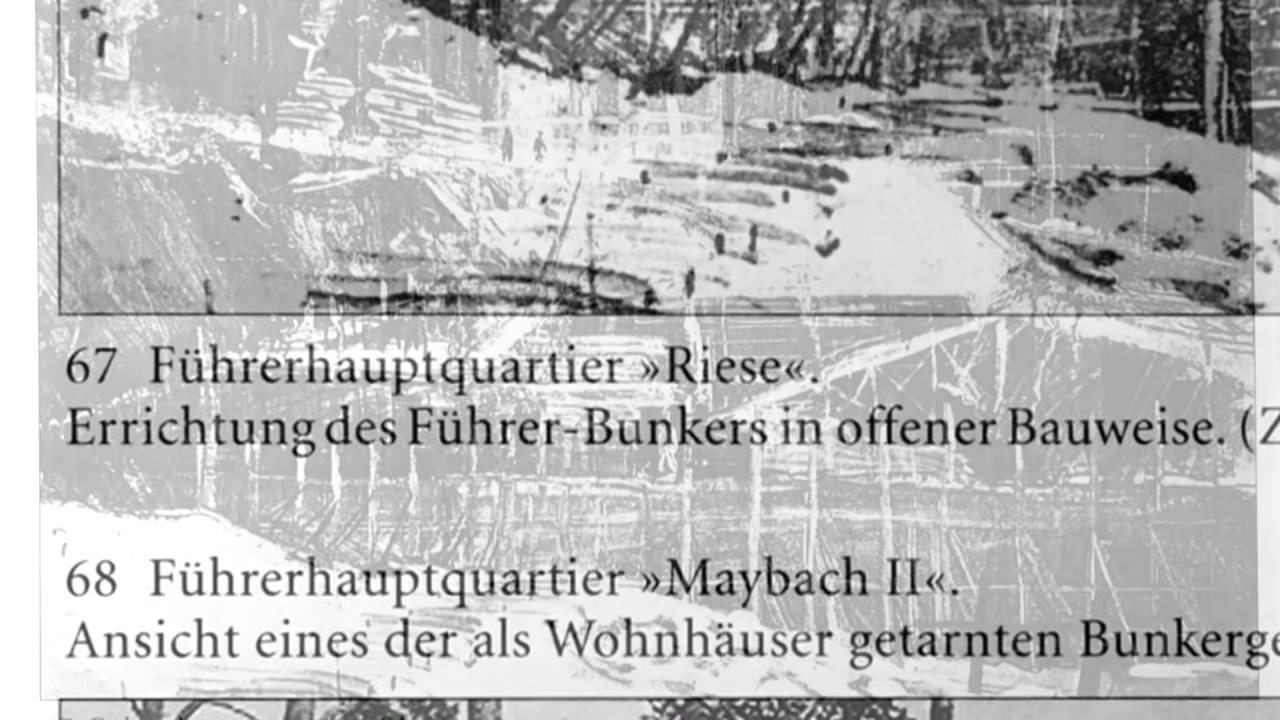 67 Führerhauptquartier »Riese«.
Errichtung des Führer-Bunkers in offener Bauweise. (Z
68 Führerhauptquartier »Maybach II«.
Ansicht eines der als Wohnhäuser getarnten Bunkerge